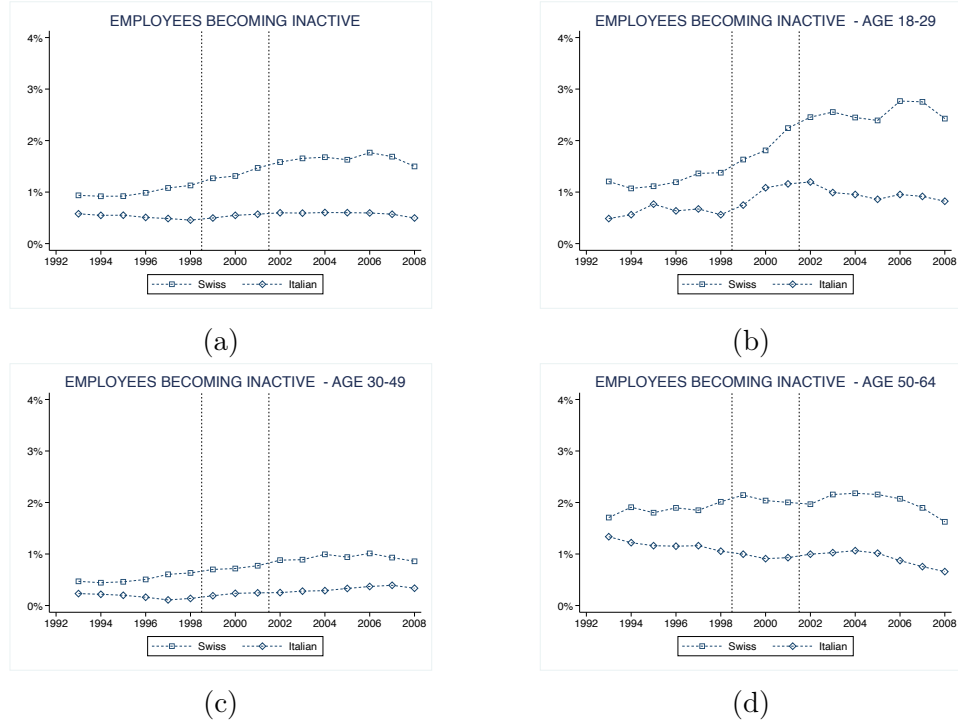 EMPLOYEES BECOMING INACTIVE
4%
3%
2%
1%
0%
1992 1994 1996 1998 2000 2002 2004 2006 2008
Swiss Italian
(a)
EMPLOYEES BECOMING INACTIVE - AGE 18-29
4%
3%
2%
1%
0%
1992 1994 1996 1998 2000 2002 2004 2006 2008
Swiss Italian
(b)
EMPLOYEES BECOMING INACTIVE - AGE 30-49
4%
3%
2%
1%
0%
1992 1994 1996 1998 2000 2002 2004 2006 2008
Swiss Italian
(c)
EMPLOYEES BECOMING INACTIVE - AGE 50-64
4%
3%
2%
1%
0%
1992 1994 1996 1998 2000 2002 2004 2006 2008
Swiss Italian
(d)